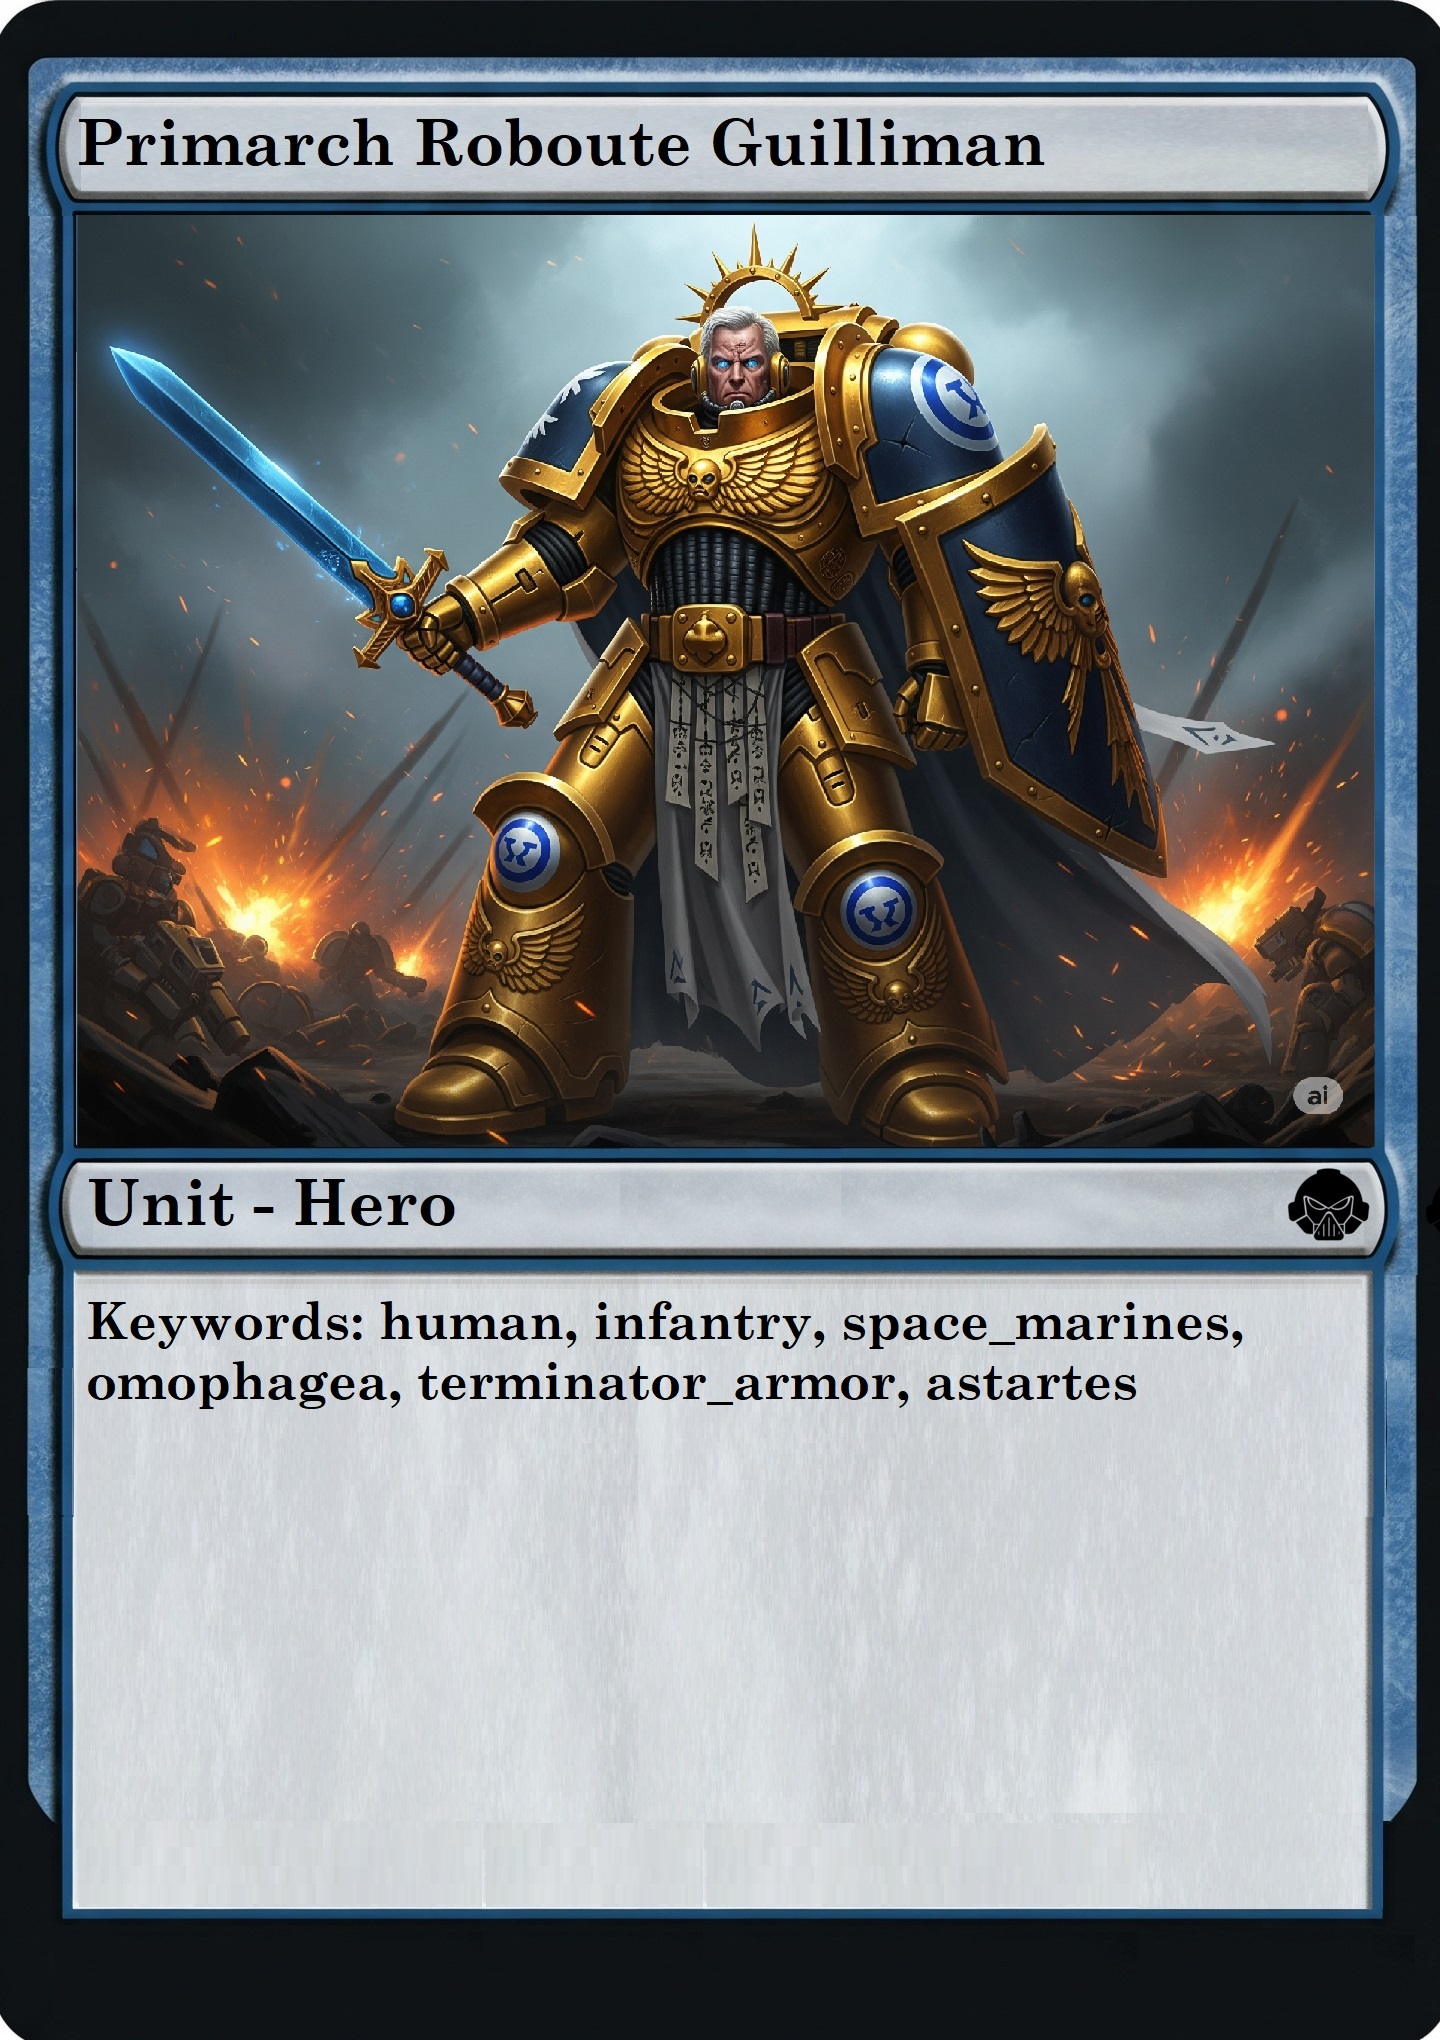 Primarch Roboute Guilliman
ai
Unit - Hero
Keywords: human, infantry, space_marines,
omophagea, terminator_armor, astartes